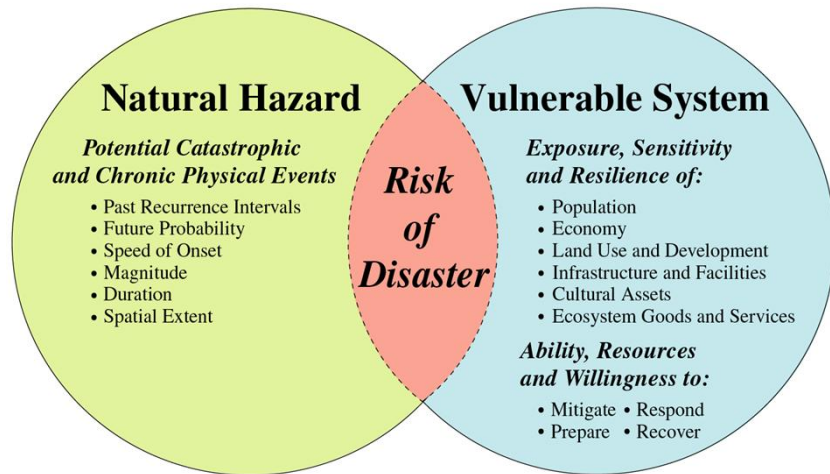 Natural Hazard
Potential Catastrophic
and Chronic Physical Events
• Past Recurrence Intervals
• Future Probability
• Speed of Onset
• Magnitude
• Duration
• Spatial Extent
Risk
of
Disaster
Vulnerable System
Exposure, Sensitivity
and Resilience of:
• Population
• Economy
• Land Use and Development
• Infrastructure and Facilities
• Cultural Assets
• Ecosystem Goods and Services
Ability, Resources
and Willingness to:
• Mitigate • Respond
• Prepare • Recover